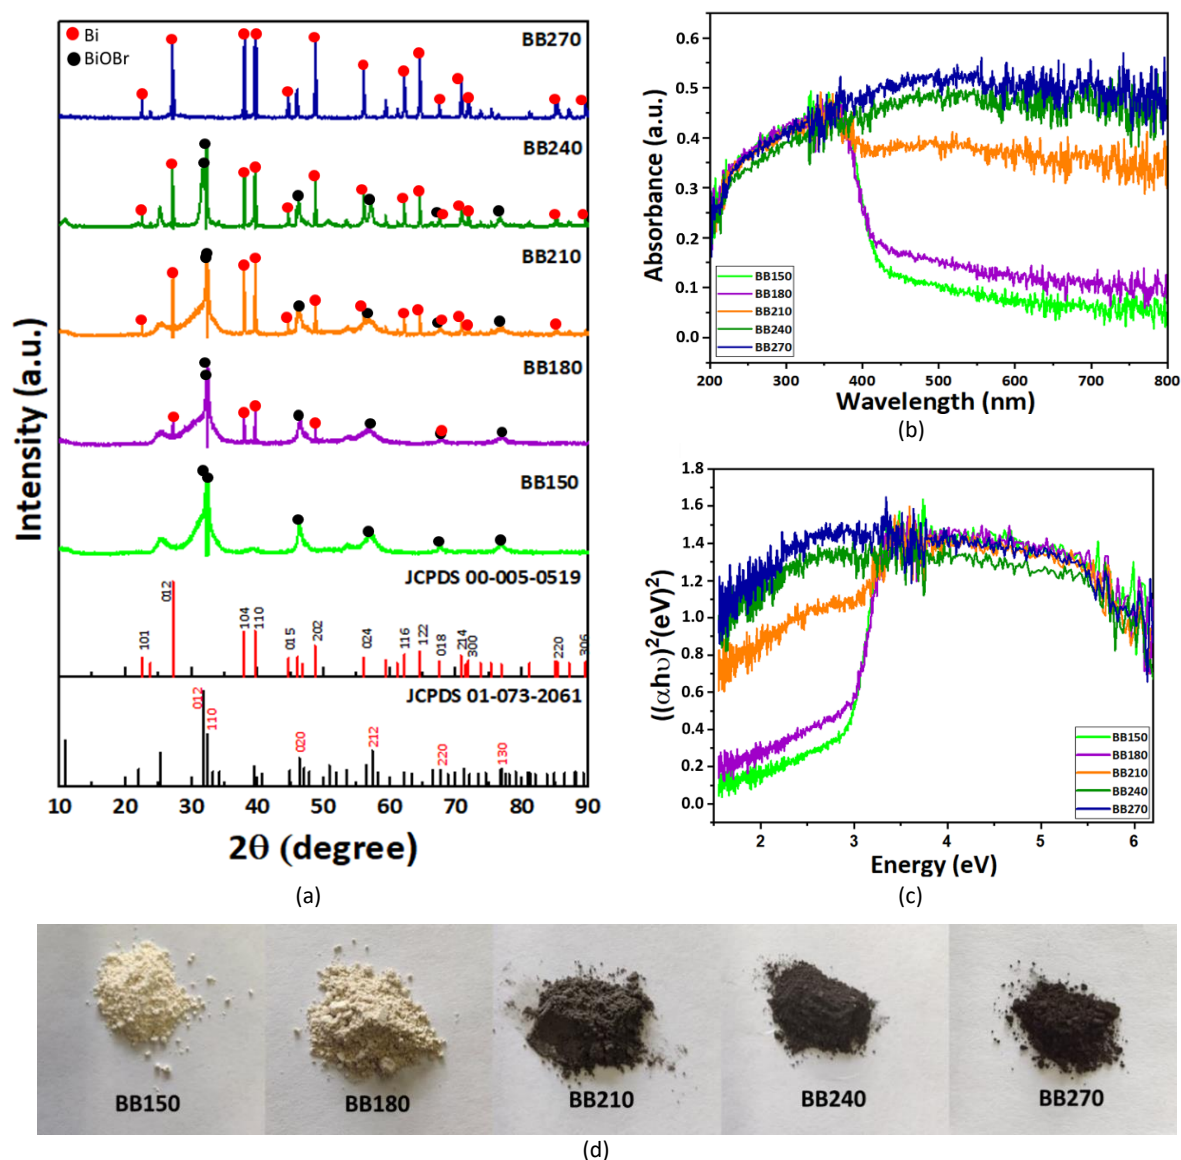 Bi
BiOBr
BB270
BB240
BB210
BB180
BB150
JCPDS 00-005-0519
101
012
104
110
015
202
024
116
122
018
214
300
220
306
JCPDS 01-073-2061
012
110
020
212
220
130
10 20 30 40 50 60 70 80 90
2θ (degree)
Intensity (a.u.)
(a)
0.6
0.5
0.4
0.3
0.2
0.1
0.0
Absorbance (a.u.)
BB150
BB180
BB210
BB240
BB270
200 300 400 500 600 700 800
Wavelength (nm)
(b)
1.8
1.6
1.4
1.2
1.0
0.8
0.6
0.4
0.2
0.0
((αhυ)²(eV)²)
BB150
BB180
BB210
BB240
BB270
2 3 4 5 6
Energy (eV)
(c)
BB150 BB180 BB210 BB240 BB270
(d)